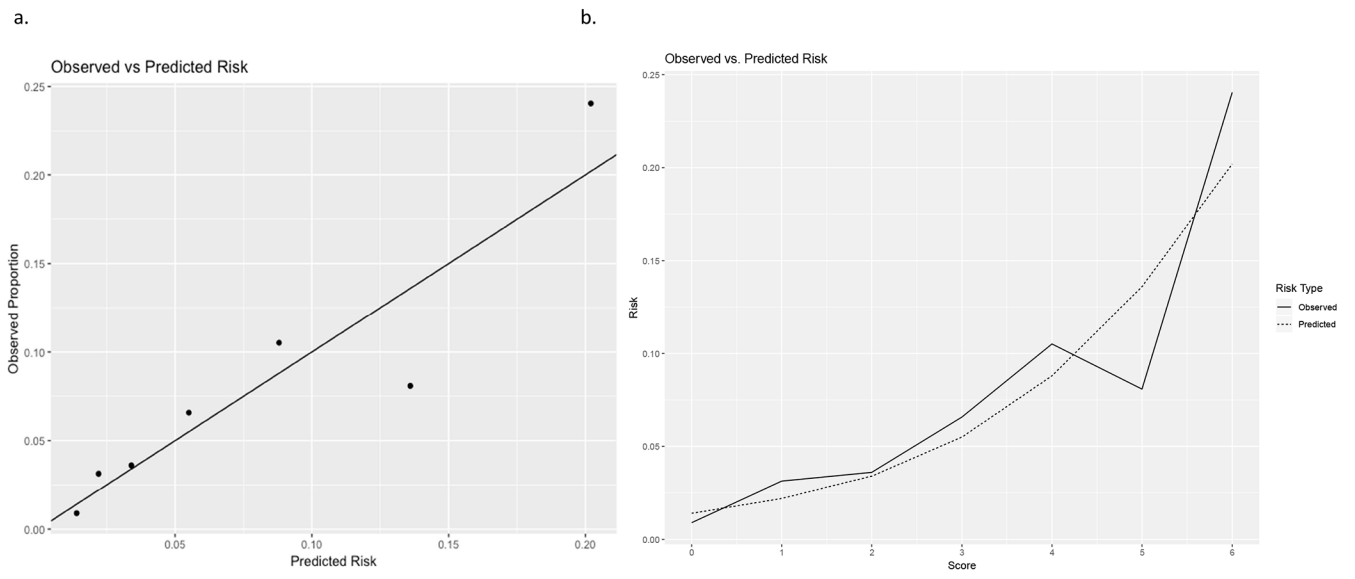 a.
Observed vs Predicted Risk
Observed Proportion
0.25
0.20
0.15
0.10
0.05
0.00
0.05 0.10 0.15 0.20
Predicted Risk
b.
Observed vs. Predicted Risk
Risk
0.25
0.20
0.15
0.10
0.05
0.00
0 1 2 3 4 5 6
Score
Risk Type
Observed
Predicted